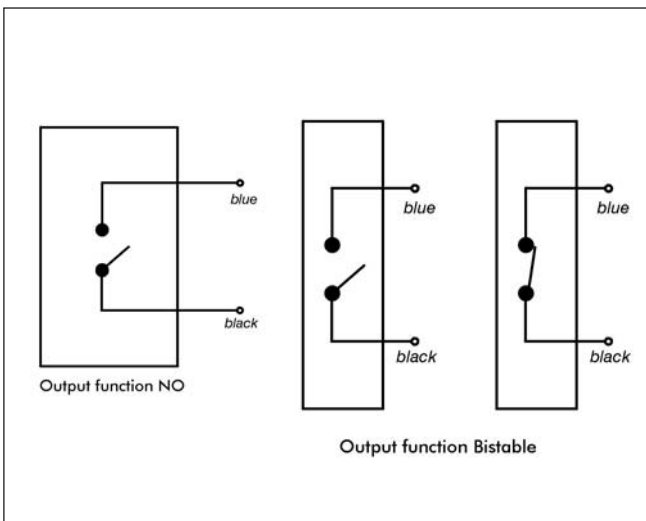 blue
black
Output function NO
blue
black
blue
black
Output function Bistable